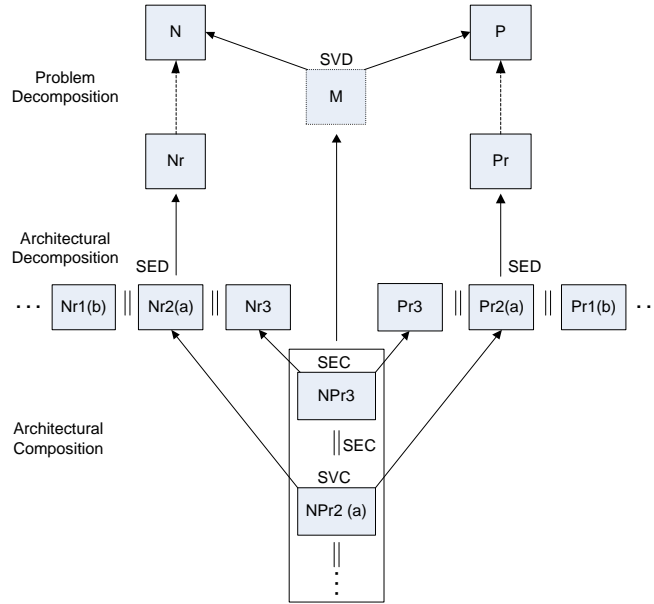 N
P
SVD
Problem
Decomposition
M
Nr
Pr
Architectural
Decomposition
SED
SED
. . .
Nr1(b)
||
Nr2(a)
||
Nr3
Pr3
||
Pr2(a)
||
Pr1(b)
. .
SEC
NPr3
Architectural
Composition
||
SEC
SVC
NPr2 (a)
||
. . .